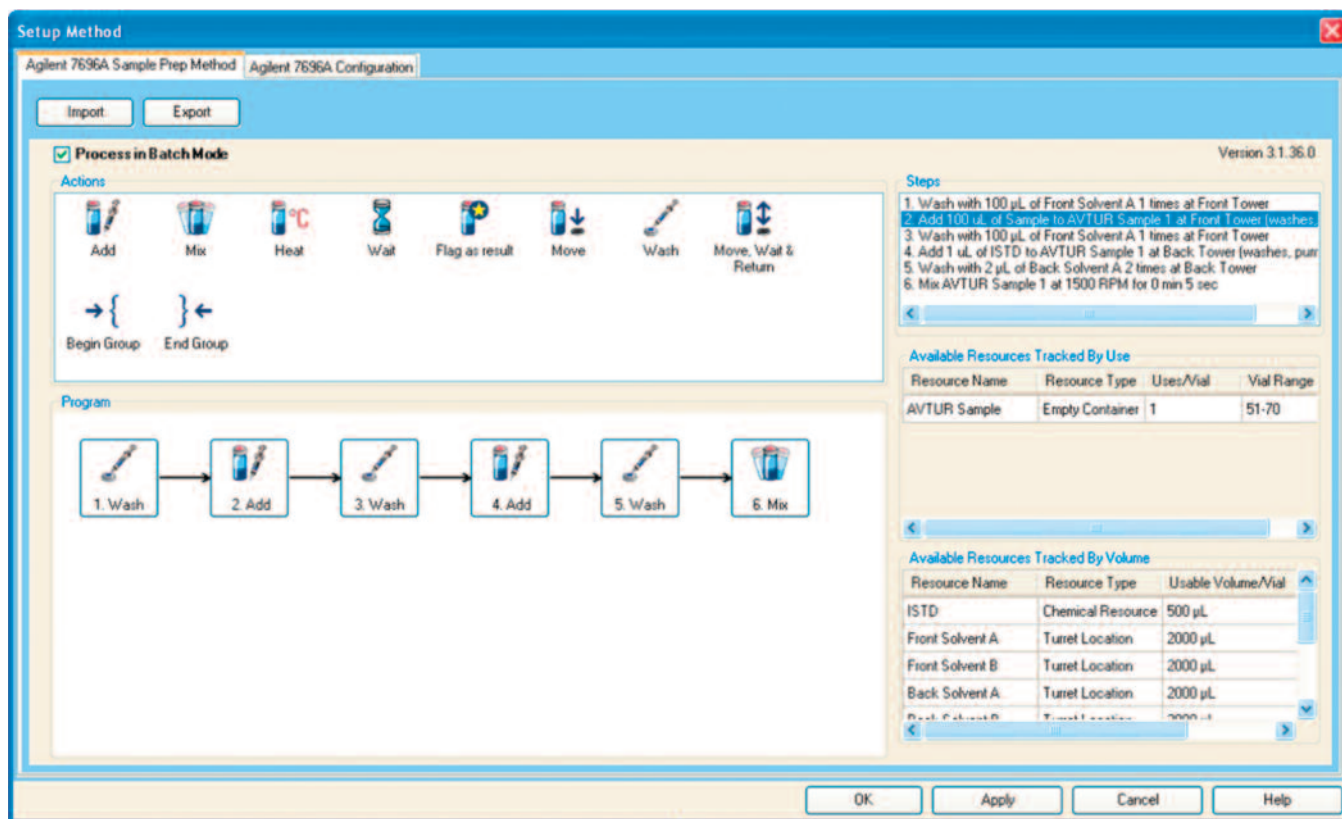 Setup Method
Agilent 7696A Sample Prep Method
Agilent 7696A Configuration
Import
Export
Process in Batch Mode
Version 3.1.36.0
Actions
Add
Mix
Heat
Wait
Flag as result
Move
Wash
Move, Wait &
Return
°C
Begin Group
End Group
Program
1. Wash
2. Add
3. Wash
4. Add
5. Wash
6. Mix
Steps
1. Wash with 100 µL of Front Solvent A 1 times at Front Tower
2. Add 100 uL of Sample to AVTUR Sample 1 at Front Tower (washes,
3. Wash with 100 µL of Front Solvent A 1 times at Front Tower
4. Add 1 uL of ISTD to AVTUR Sample 1 at Back Tower (washes, pum
5. Wash with 2 µL of Back Solvent A 2 times at Back Tower
6. Mix AVTUR Sample 1 at 1500 RPM for 0 min 5 sec
Available Resources Tracked By Use
Resource Name Resource Type Uses/Vial Vial Range
AVTUR Sample Empty Container 1 51-70
Available Resources Tracked By Volume
Resource Name Resource Type Usable Volume/Vial
ISTD Chemical Resource 500 µL
Front Solvent A Turret Location 2000 µL
Front Solvent B Turret Location 2000 µL
Back Solvent A Turret Location 2000 µL
OK
Apply
Cancel
Help